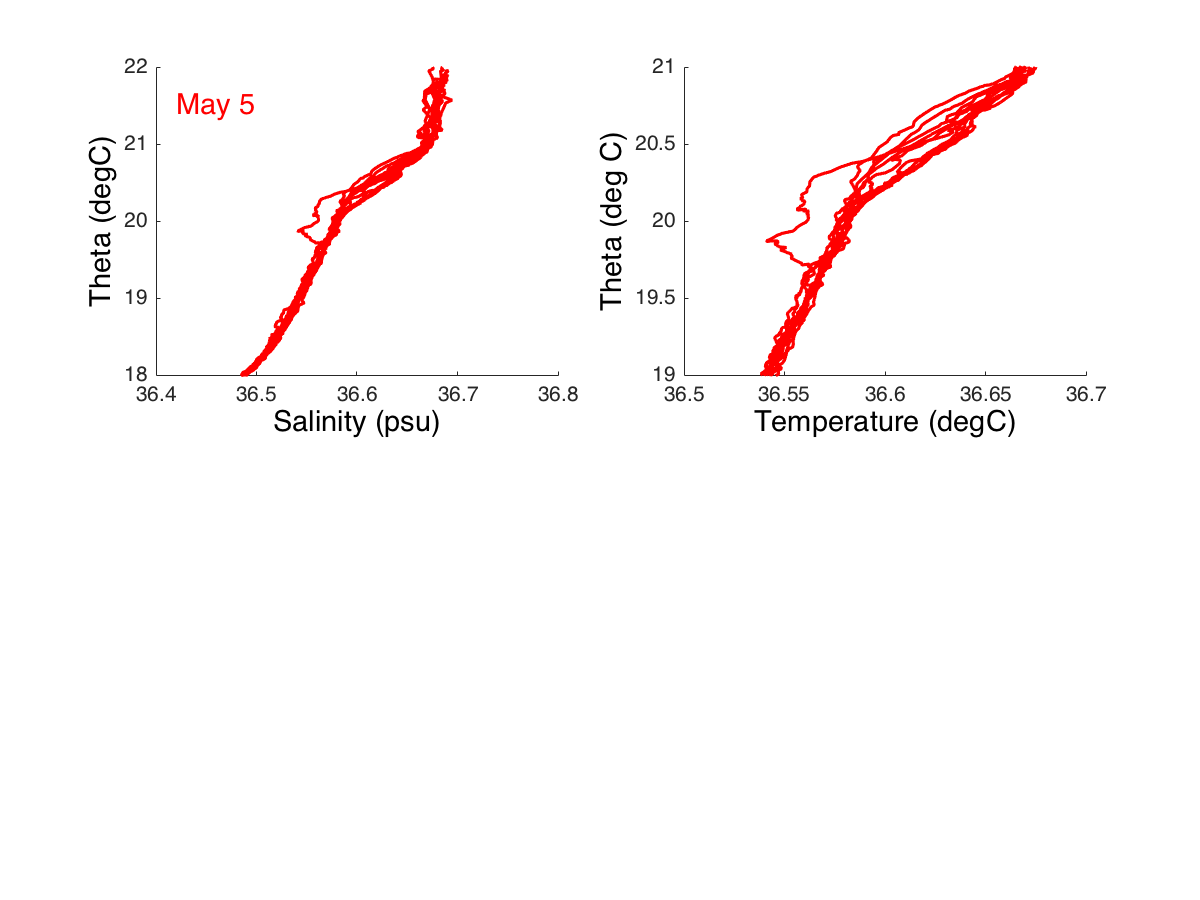 May 5
Theta (degC)
22
21
20
19
18
36.4 36.5 36.6 36.7 36.8
Salinity (psu)
Theta (deg C)
21
20.5
20
19.5
19
36.5 36.55 36.6 36.65 36.7
Temperature (degC)